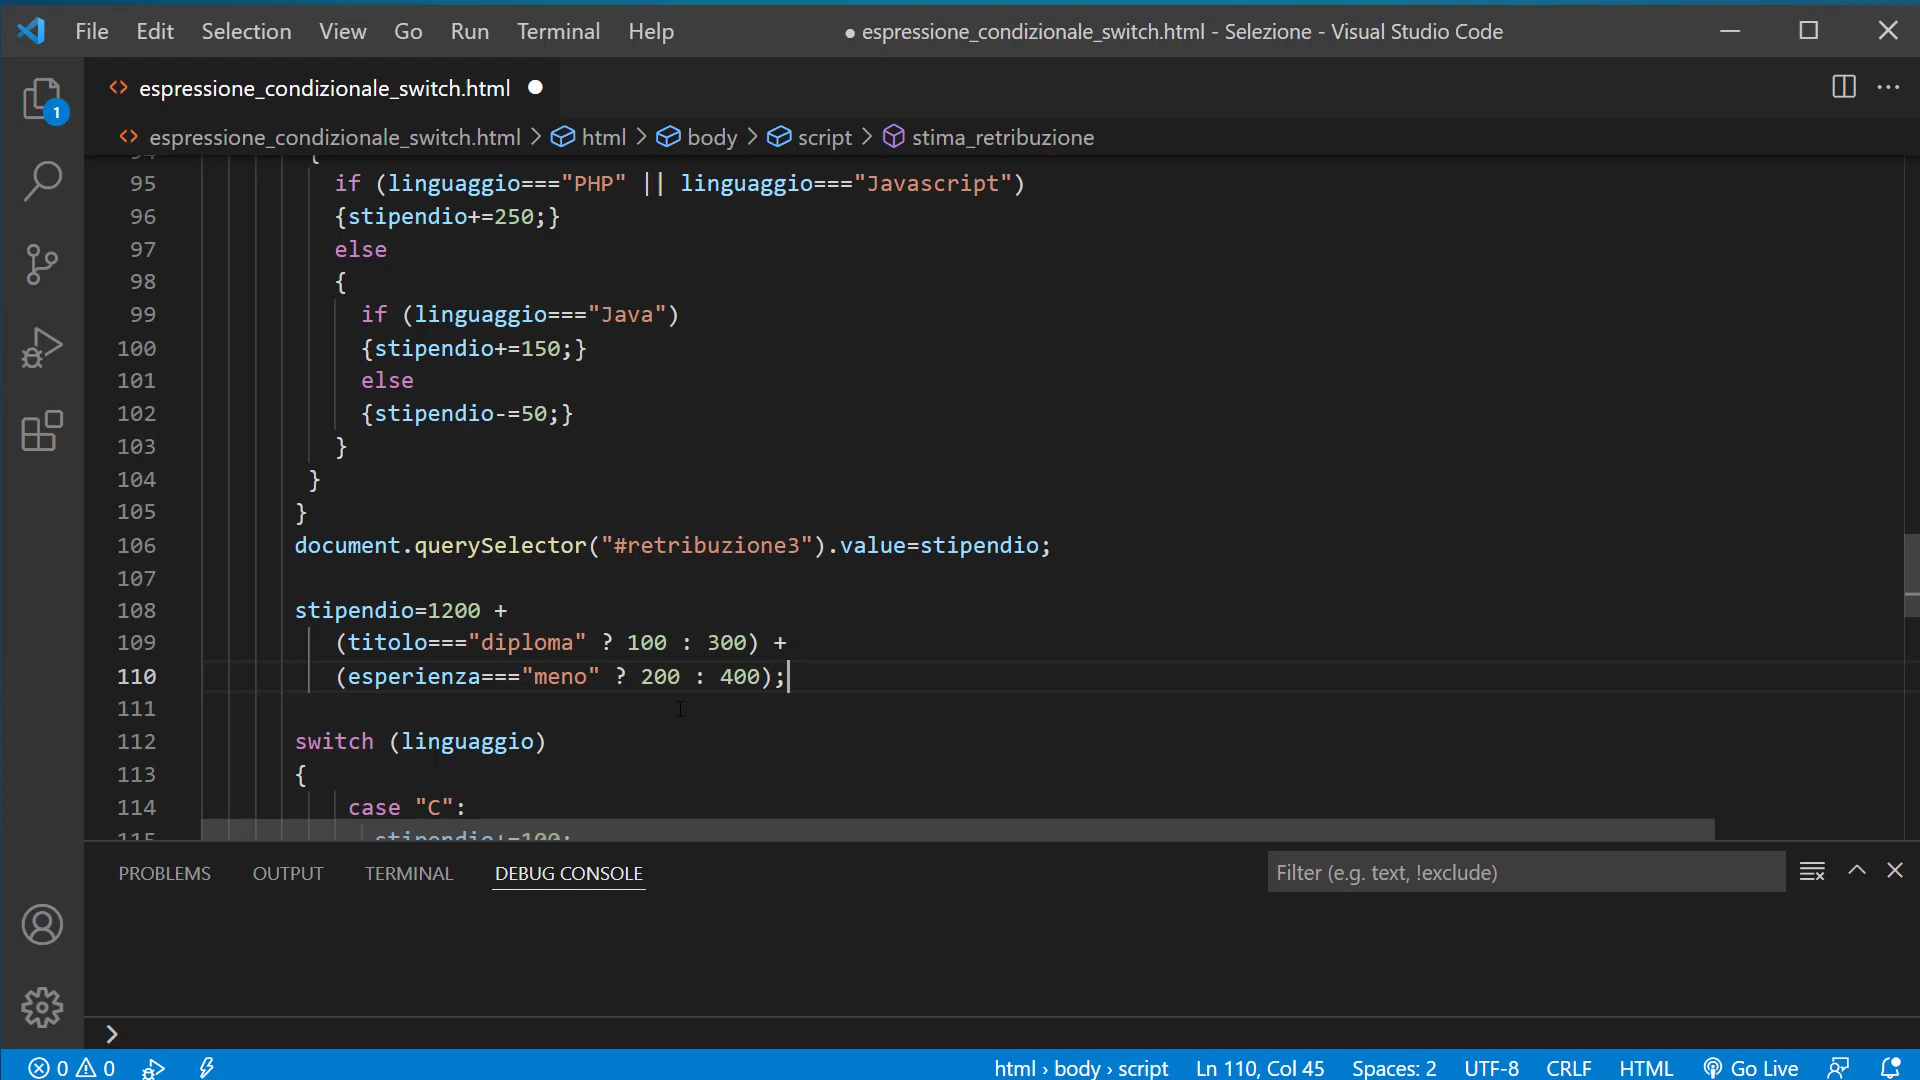 File Edit Selection View Go Run Terminal Help
● espressione_condizionale_switch.html - Selezione - Visual Studio Code
1
<> espressione_condizionale_switch.html ●
<> espressione_condizionale_switch.html > html > body > script > stima_retribuzione
94 {
95 if (linguaggio==="PHP" || linguaggio==="Javascript")
96 {stipendio+=250;}
97 else
98 {
99 if (linguaggio==="Java")
100 {stipendio+=150;}
101 else
102 {stipendio-=50;}
103 }
104 }
105 }
106 document.querySelector("#retribuzione3").value=stipendio;
107
108 stipendio=1200 +
109 (titolo==="diploma" ? 100 : 300) +
110 (esperienza==="meno" ? 200 : 400);
111
112 switch (linguaggio)
113 {
114 case "C":
115 stipendio+=100;
PROBLEMS OUTPUT TERMINAL DEBUG CONSOLE
Filter (e.g. text, !exclude)
>
0 0
html › body › script Ln 110, Col 45 Spaces: 2 UTF-8 CRLF HTML Go Live